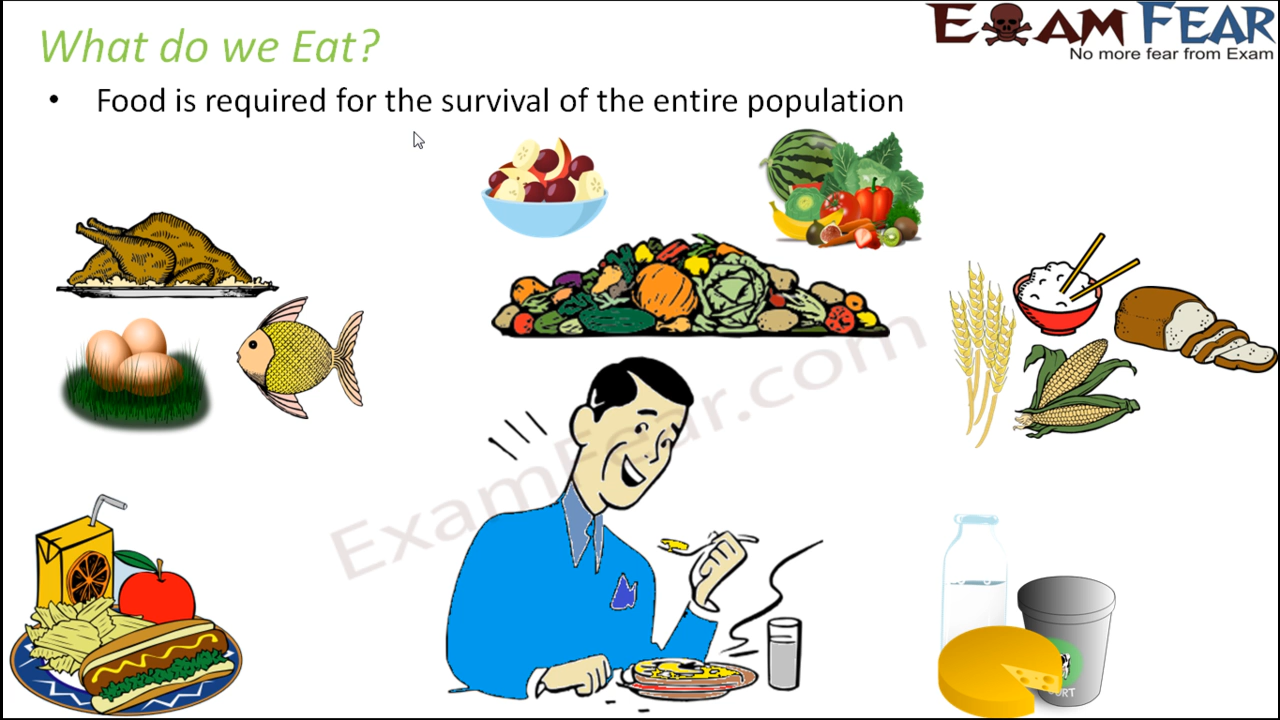 What do we Eat?
EXAM FEAR
No more fear from Exam
• Food is required for the survival of the entire population
ExamFear.com